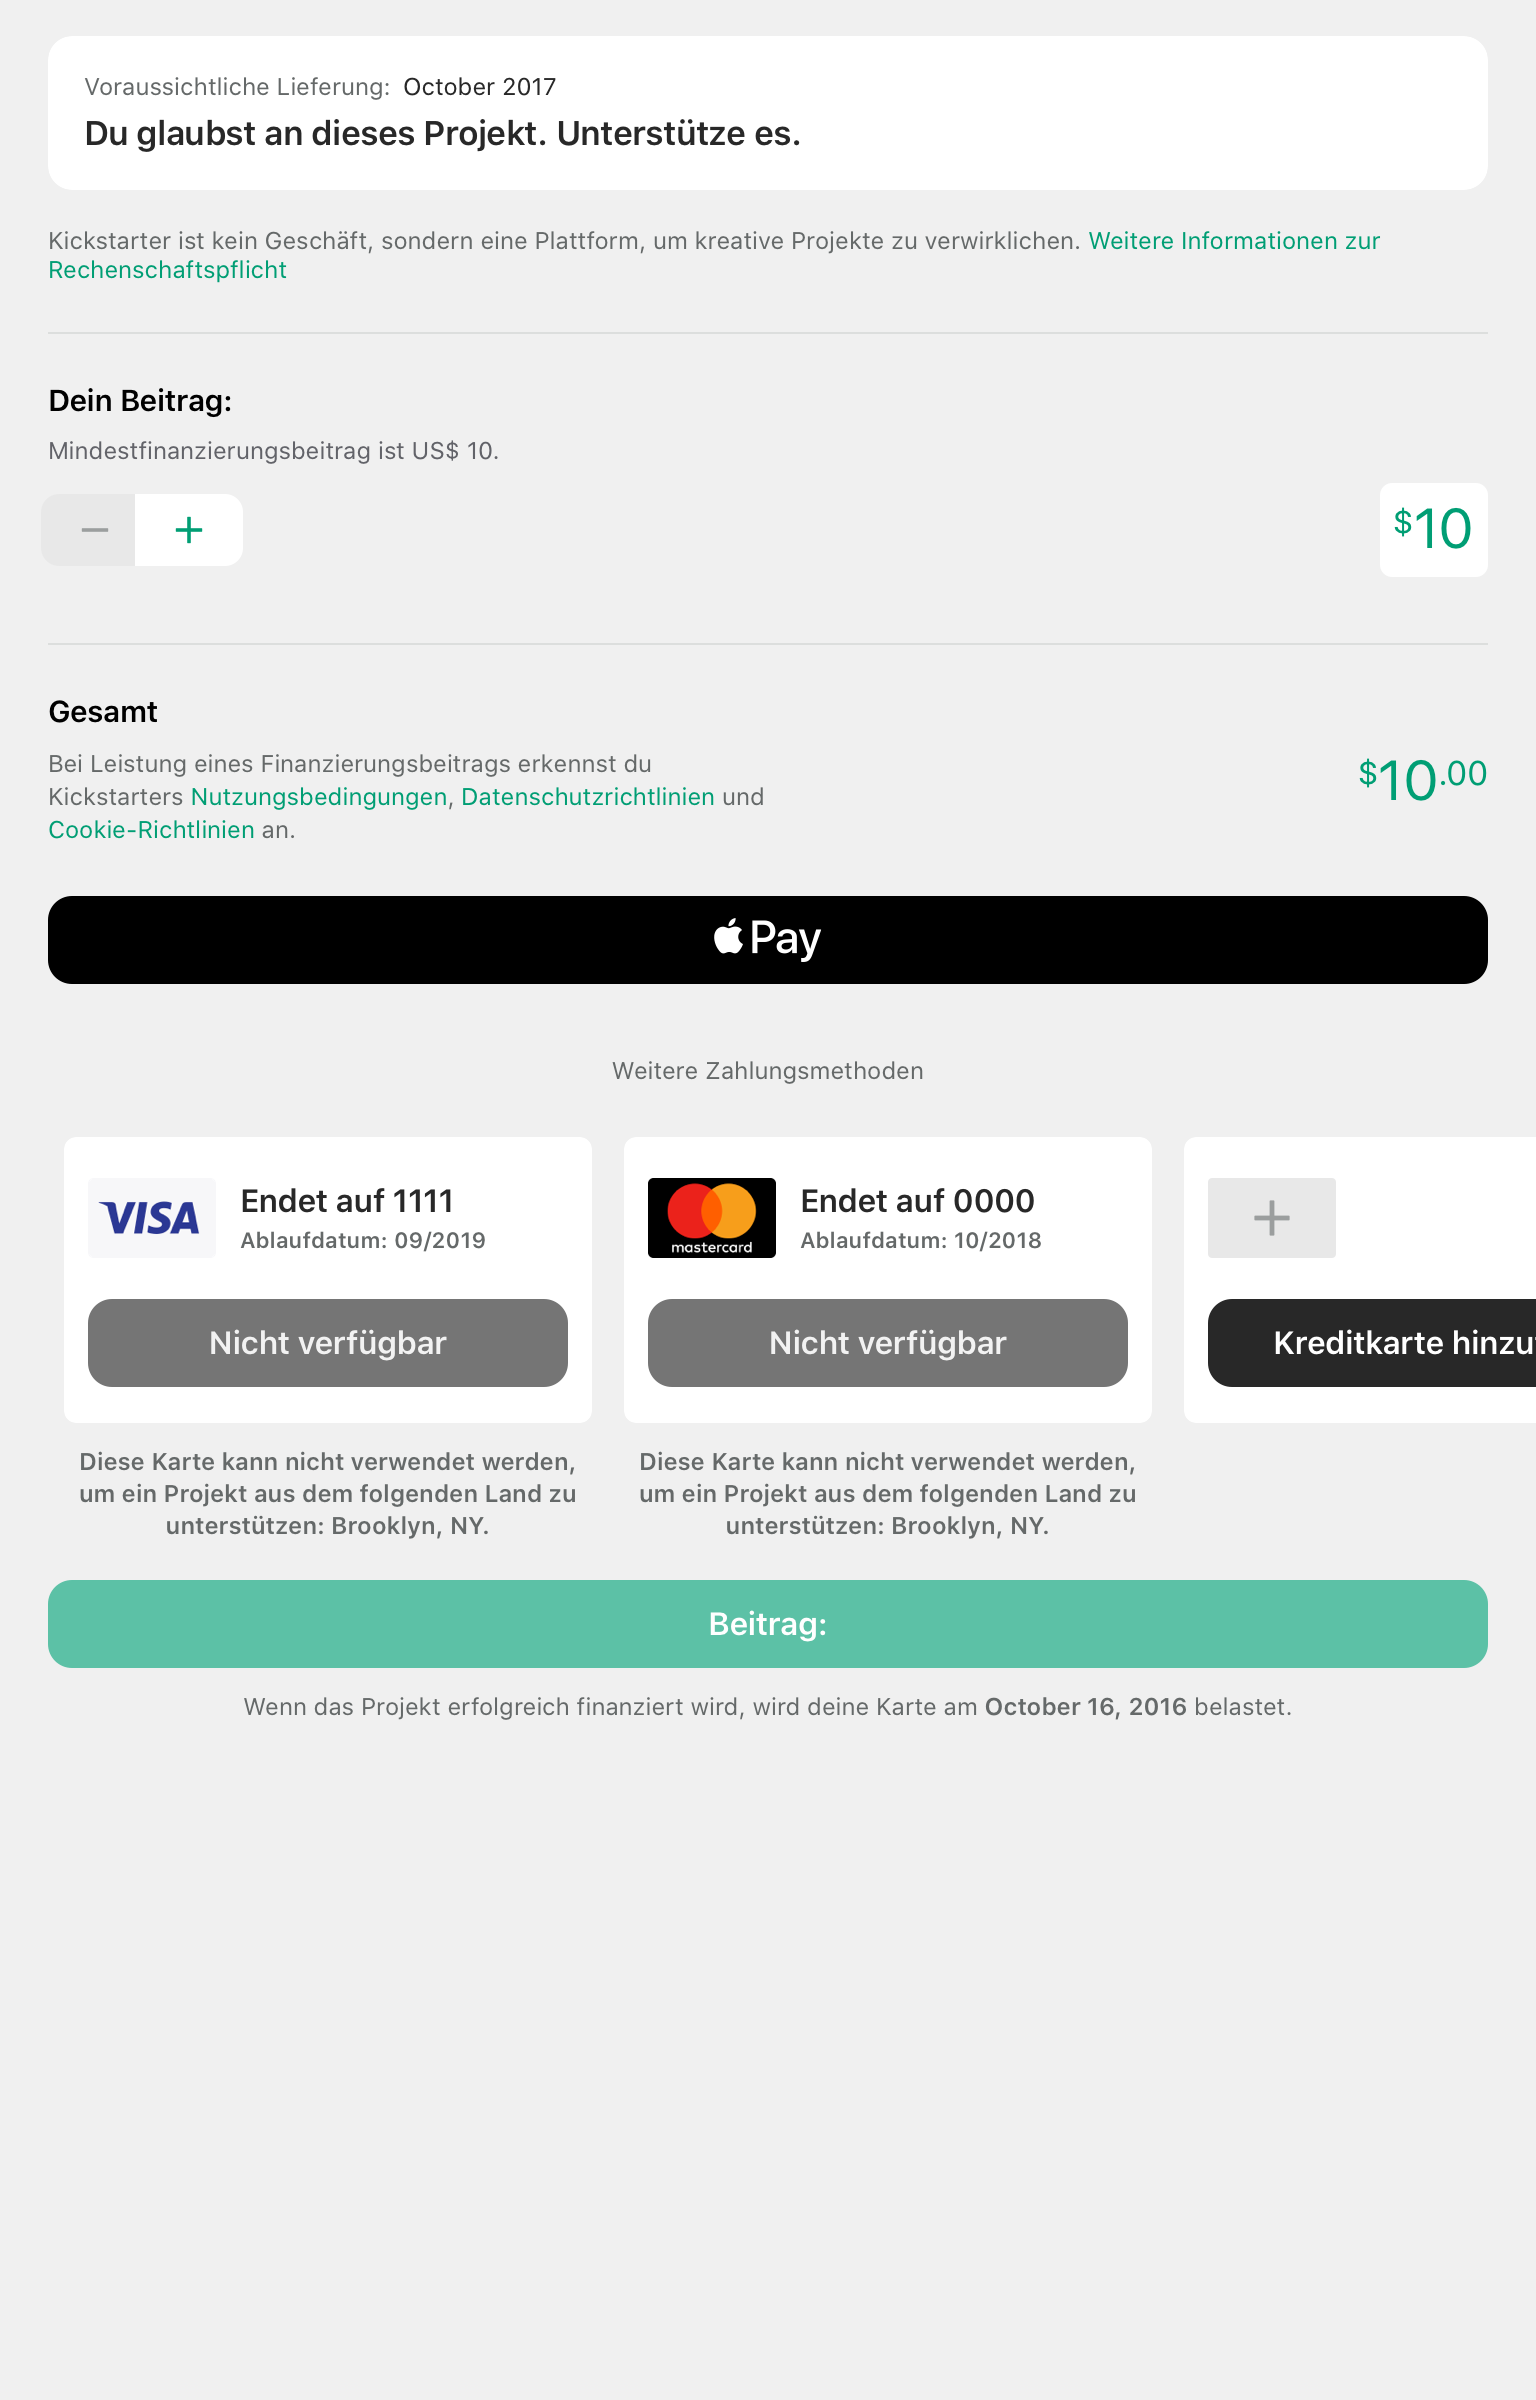 Voraussichtliche Lieferung: October 2017
Du glaubst an dieses Projekt. Unterstütze es.
Kickstarter ist kein Geschäft, sondern eine Plattform, um kreative Projekte zu verwirklichen. Weitere Informationen zur
Rechenschaftspflicht
Dein Beitrag:
Mindestfinanzierungsbeitrag ist US$ 10.
$10
Gesamt
Bei Leistung eines Finanzierungsbeitrags erkennst du
Kickstarters Nutzungsbedingungen, Datenschutzrichtlinien und
Cookie-Richtlinien an.
$10.00
Pay
Weitere Zahlungsmethoden
VISA
Endet auf 1111
Ablaufdatum: 09/2019
Nicht verfügbar
Diese Karte kann nicht verwendet werden,
um ein Projekt aus dem folgenden Land zu
unterstützen: Brooklyn, NY.
mastercard
Endet auf 0000
Ablaufdatum: 10/2018
Nicht verfügbar
Diese Karte kann nicht verwendet werden,
um ein Projekt aus dem folgenden Land zu
unterstützen: Brooklyn, NY.
Kreditkarte
Beitrag:
Wenn das Projekt erfolgreich finanziert wird, wird deine Karte am October 16, 2016 belastet.